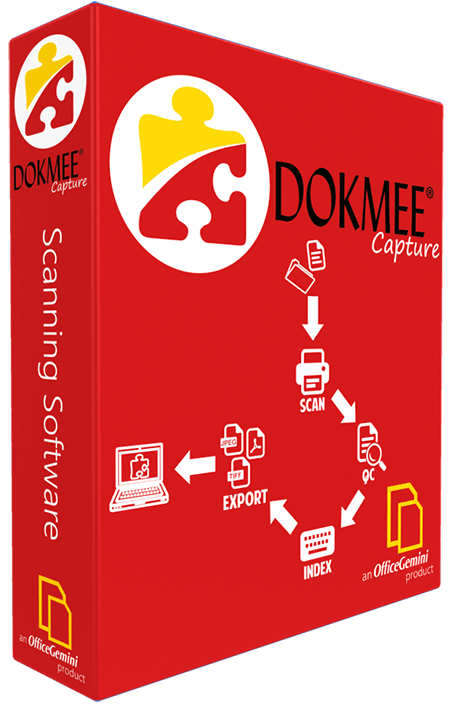 DOKMEE®
Capture
Scanning Software
an OfficeGemini
product
DOKMEE®
Capture
SCAN
QC
INDEX
JPEG
TIFF
EXPORT
an OfficeGemini
product